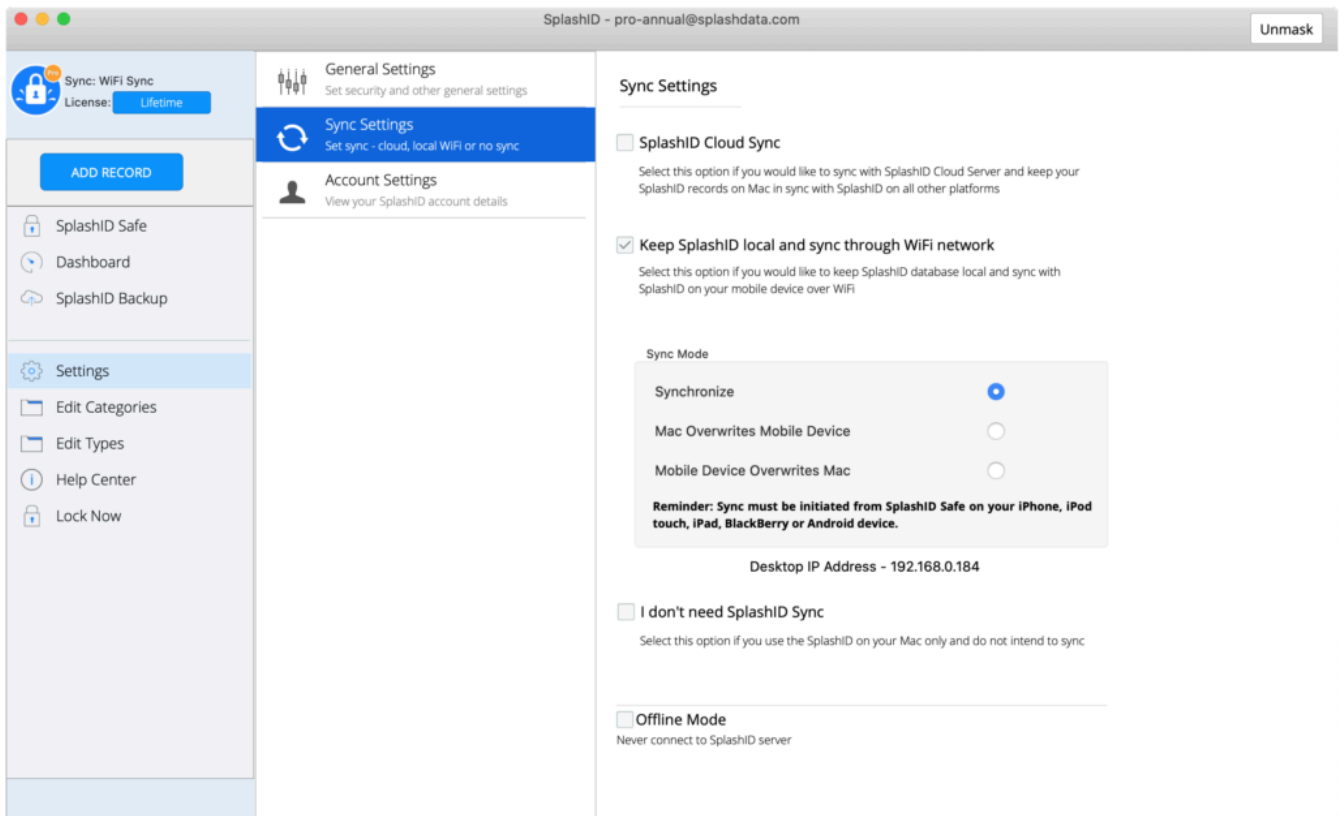 SplashID - pro-annual@splashdata.com
Unmask
Pro
Sync: WiFi Sync
License: Lifetime
ADD RECORD
SplashID Safe
Dashboard
SplashID Backup
Settings
Edit Categories
Edit Types
Help Center
Lock Now
General Settings
Set security and other general settings
Sync Settings
Set sync - cloud, local WiFi or no sync
Account Settings
View your SplashID account details
Sync Settings
SplashID Cloud Sync
Select this option if you would like to sync with SplashID Cloud Server and keep your
SplashID records on Mac in sync with SplashID on all other platforms
Keep SplashID local and sync through WiFi network
Select this option if you would like to keep SplashID database local and sync with
SplashID on your mobile device over WiFi
Sync Mode
Synchronize
Mac Overwrites Mobile Device
Mobile Device Overwrites Mac
Reminder: Sync must be initiated from SplashID Safe on your iPhone, iPod
touch, iPad, BlackBerry or Android device.
Desktop IP Address - 192.168.0.184
I don't need SplashID Sync
Select this option if you use the SplashID on your Mac only and do not intend to sync
Offline Mode
Never connect to SplashID server